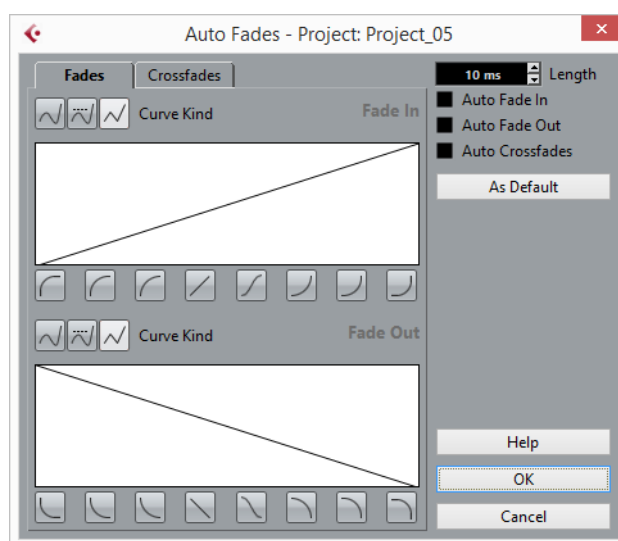 Auto Fades - Project: Project_05
Fades
Crossfades
Curve Kind
Fade In
Curve Kind
Fade Out
10 ms
Length
Auto Fade In
Auto Fade Out
Auto Crossfades
As Default
Help
OK
Cancel